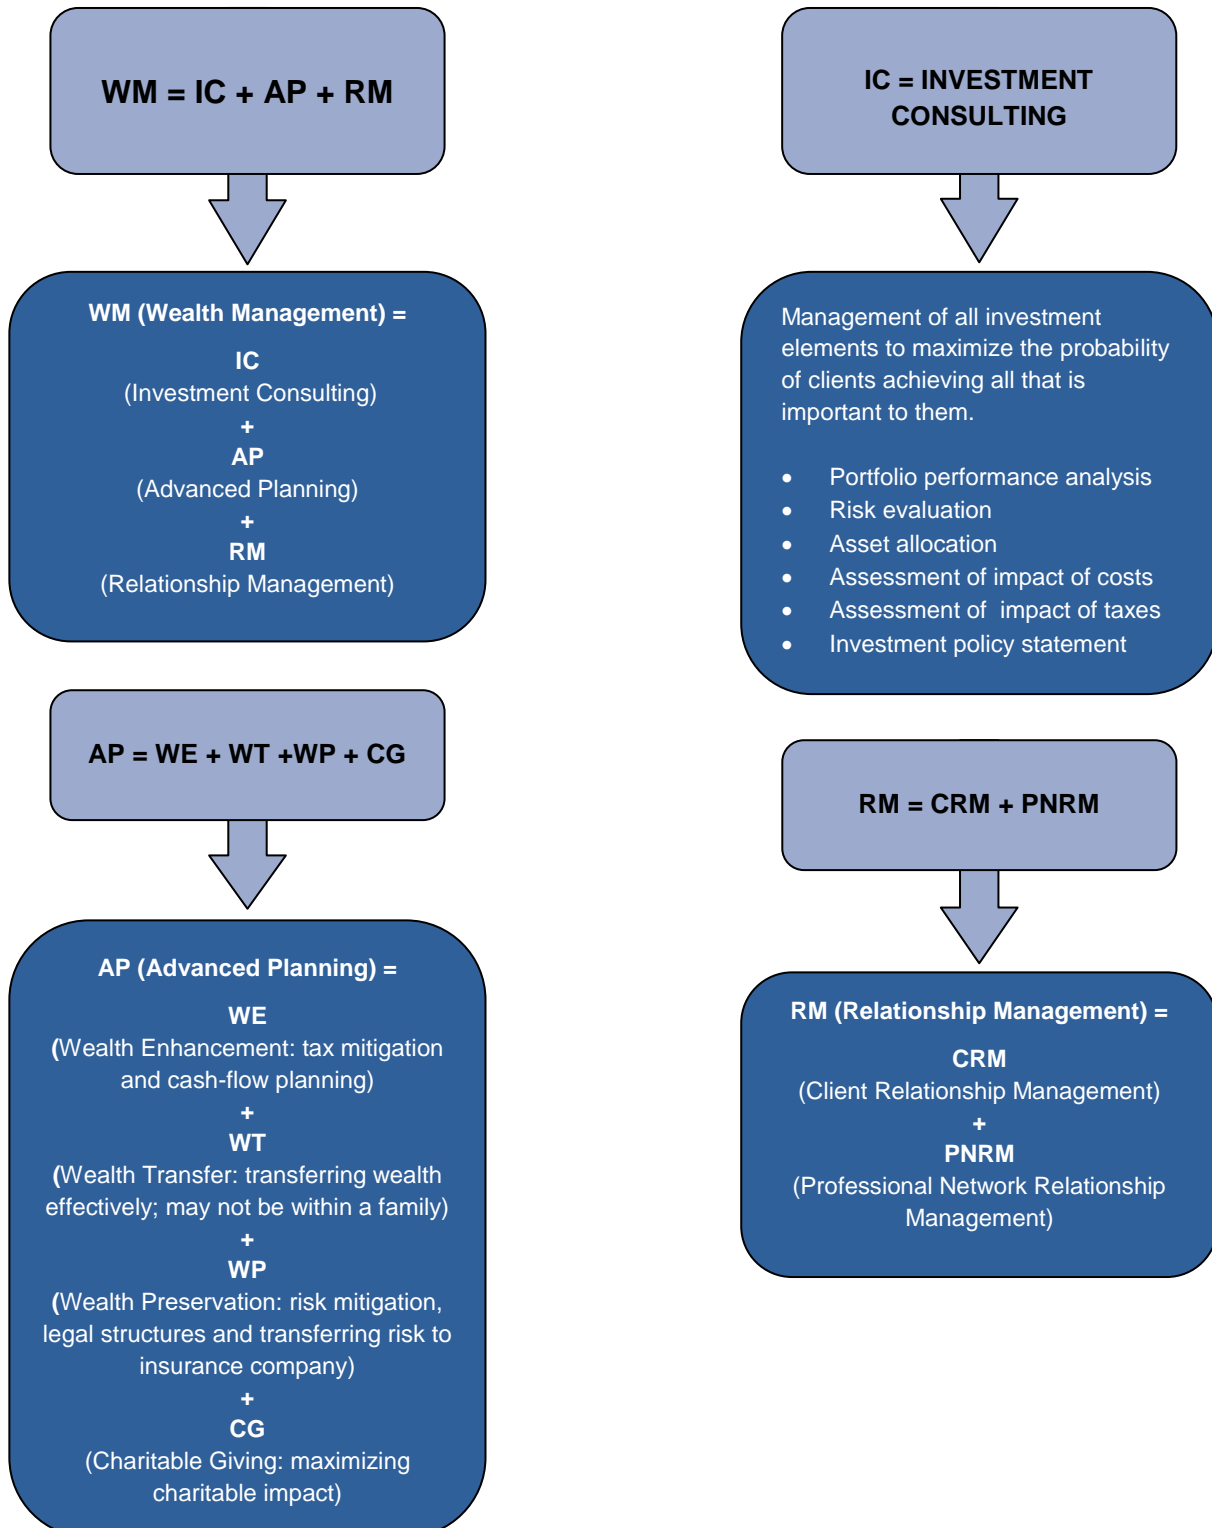 WM = IC + AP + RM
WM (Wealth Management) =
IC
(Investment Consulting)
+
AP
(Advanced Planning)
+
RM
(Relationship Management)
IC = INVESTMENT
CONSULTING
Management of all investment
elements to maximize the probability
of clients achieving all that is
important to them.
• Portfolio performance analysis
• Risk evaluation
• Asset allocation
• Assessment of impact of costs
• Assessment of  impact of taxes
• Investment policy statement
AP = WE + WT +WP + CG
AP (Advanced Planning) =
WE
(Wealth Enhancement: tax mitigation
and cash-flow planning)
+
WT
(Wealth Transfer: transferring wealth
effectively; may not be within a family)
+
WP
(Wealth Preservation: risk mitigation,
legal structures and transferring risk to
insurance company)
+
CG
(Charitable Giving: maximizing
charitable impact)
RM = CRM + PNRM
RM (Relationship Management) =
CRM
(Client Relationship Management)
+
PNRM
(Professional Network Relationship
Management)